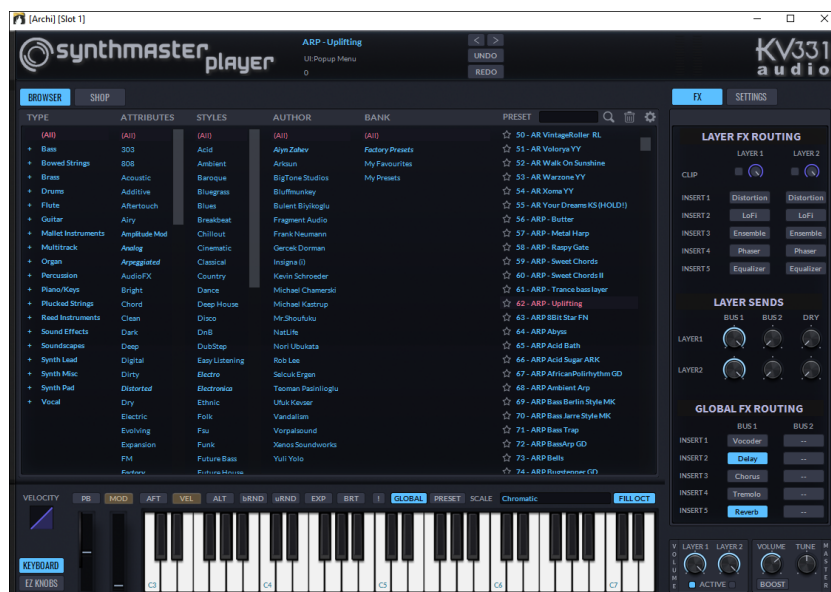 [Archi] [Slot 1]
synthmaster player
ARP - Uplifting
UI:Popup Menu
0
< >
UNDO
REDO
KV331 audio
BROWSER SHOP
FX SETTINGS
TYPE ATTRIBUTES STYLES AUTHOR BANK PRESET
(All) (All) (All) (All) (All) 50 - AR VintageRoller RL
+ Bass 303 Acid Aiyn Zahev Factory Presets 51 - AR Volorya YY
+ Bowed Strings 808 Ambient Arksun My Favourites 52 - AR Walk On Sunshine
+ Brass Acoustic Baroque BigTone Studios My Presets 53 - AR Warzone YY
+ Drums Additive Bluegrass Bluffmunkey 54 - AR Xoma YY
+ Flute Aftertouch Blues Bulent Biyikoglu 55 - AR Your Dreams KS (HOLD!)
+ Guitar Airy Breakbeat Fragment Audio 56 - ARP - Butter
+ Mallet Instruments Amplitude Mod Chillout Frank Neumann 57 - ARP - Metal Harp
+ Multitrack Analog Cinematic Gercek Dorman 58 - ARP - Raspy Gate
+ Organ Arpeggiated Classical Insigna (i) 59 - ARP - Sweet Chords
+ Percussion AudioFX Country Kevin Schroeder 60 - ARP - Sweet Chords II
+ Piano/Keys Bright Dance Michael Chamerski 61 - ARP - Trance bass layer
+ Plucked Strings Chord Deep House Michael Kastrup 62 - ARP - Uplifting
+ Reed Instruments Clean Disco Mr.Shoufuku 63 - ARP 8Bit Star FN
+ Sound Effects Dark DnB NatLife 64 - ARP Abyss
+ Soundscapes Deep DubStep Nori Ubukata 65 - ARP Acid Bath
+ Synth Lead Digital Easy Listening Rob Lee 66 - ARP Acid Sugar ARK
+ Synth Misc Dirty Electro Selcuk Ergen 67 - ARP AfricanPolirhythm GD
+ Synth Pad Distorted Electronica Teoman Pasinlioglu 68 - ARP Ambient Arp
+ Vocal Dry Ethnic Ufuk Kevser 69 - ARP Bass Berlin Style MK
Electric Folk Vandalism 70 - ARP Bass Jarre Style MK
Evolving Fsu Vorpalsound 71 - ARP Bass Trap
Expansion Funk Xenos Soundworks 72 - ARP BassArp GD
FM Future Bass Yuli Yolo 73 - ARP Bells
Factory Future House 74 - ARP Bugstepper GD
LAYER FX ROUTING
LAYER 1 LAYER 2
CLIP
INSERT 1 Distortion Distortion
INSERT 2 LoFi LoFi
INSERT 3 Ensemble Ensemble
INSERT 4 Phaser Phaser
INSERT 5 Equalizer Equalizer
LAYER SENDS
BUS 1 BUS 2 DRY
LAYER1
LAYER2
GLOBAL FX ROUTING
BUS 1 BUS 2
INSERT 1 Vocoder --
INSERT 2 Delay --
INSERT 3 Chorus --
INSERT 4 Tremolo --
INSERT 5 Reverb --
VELOCITY PB MOD AFT VEL ALT bRND uRND EXP BRT ! GLOBAL PRESET SCALE Chromatic FILL OCT
KEYBOARD
EZ KNOBS
C3 C4 C5 C6 C7
VOLUME LAYER 1 LAYER 2 VOLUME TUNE MASTER
ACTIVE BOOST